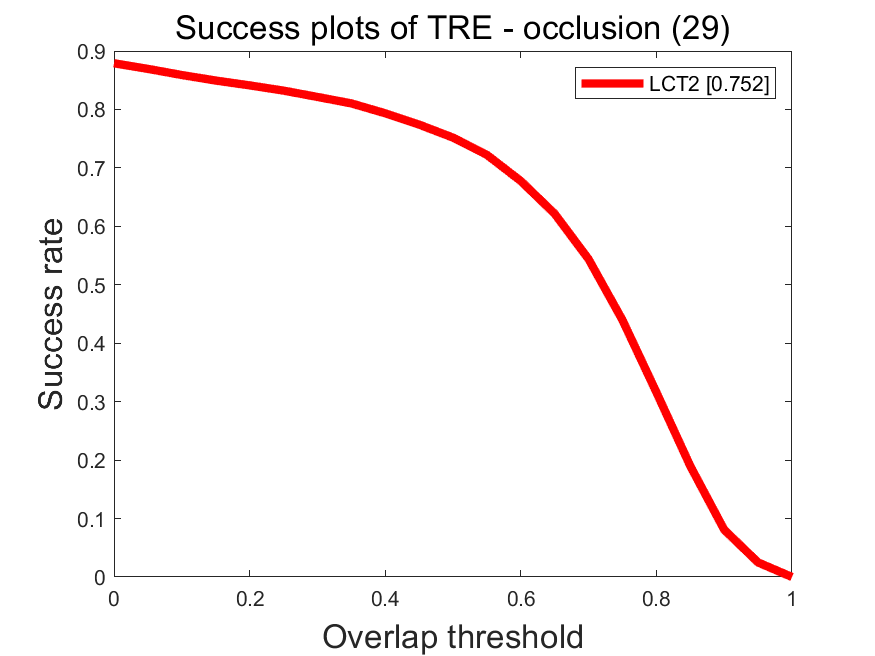 Success plots of TRE - occlusion (29)
LCT2 [0.752]
Success rate
0.9
0.8
0.7
0.6
0.5
0.4
0.3
0.2
0.1
0
0 0.2 0.4 0.6 0.8 1
Overlap threshold